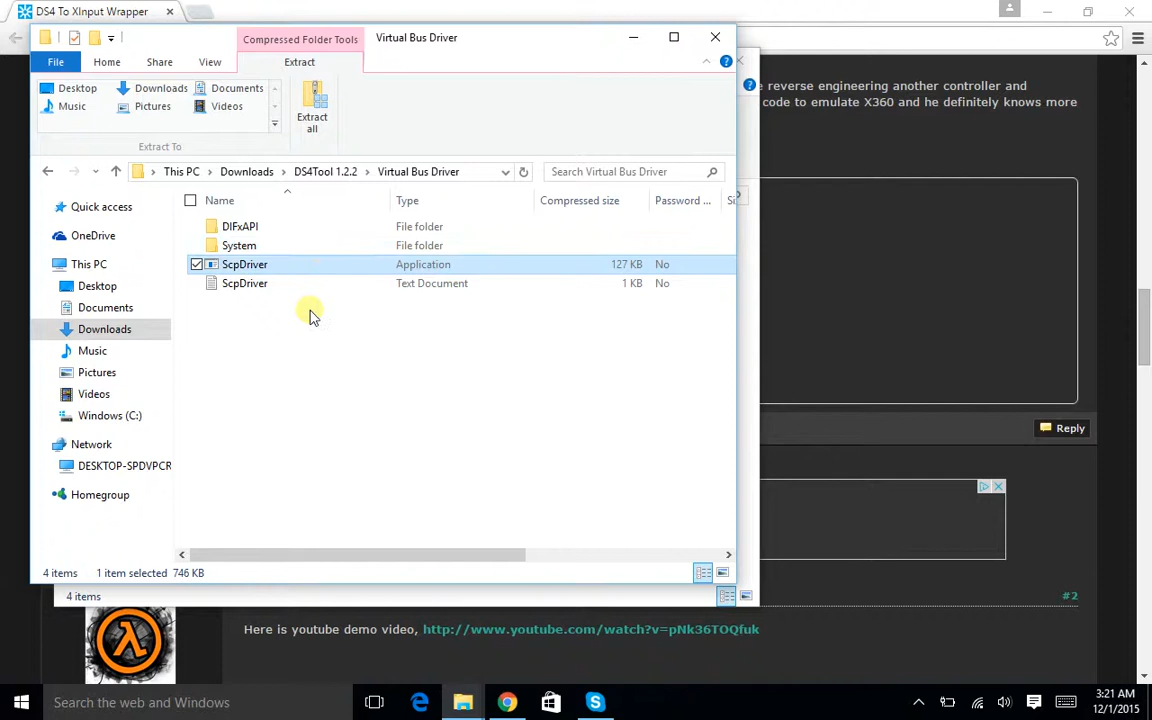 DS4 To XInput Wrapper
Compressed Folder Tools
Virtual Bus Driver
File
Home
Share
View
Extract
Desktop
Downloads
Documents
Music
Pictures
Videos
Extract
all
Extract To
This PC
Downloads
DS4Tool 1.2.2
Virtual Bus Driver
Search Virtual Bus Driver
Name
Type
Compressed size
Password ...
Si
Quick access
OneDrive
This PC
Desktop
Documents
Downloads
Music
Pictures
Videos
Windows (C:)
Network
DESKTOP-SPDVPCR
Homegroup
DIFxAPI File folder
System File folder
ScpDriver Application 127 KB No
ScpDriver Text Document 1 KB No
4 items 1 item selected 746 KB
4 items
e reverse engineering another controller and
code to emulate X360 and he definitely knows more
Reply
#2
Here is youtube demo video, http://www.youtube.com/watch?v=pNk36TOQfuk
Search the web and Windows
3:21 AM
12/1/2015